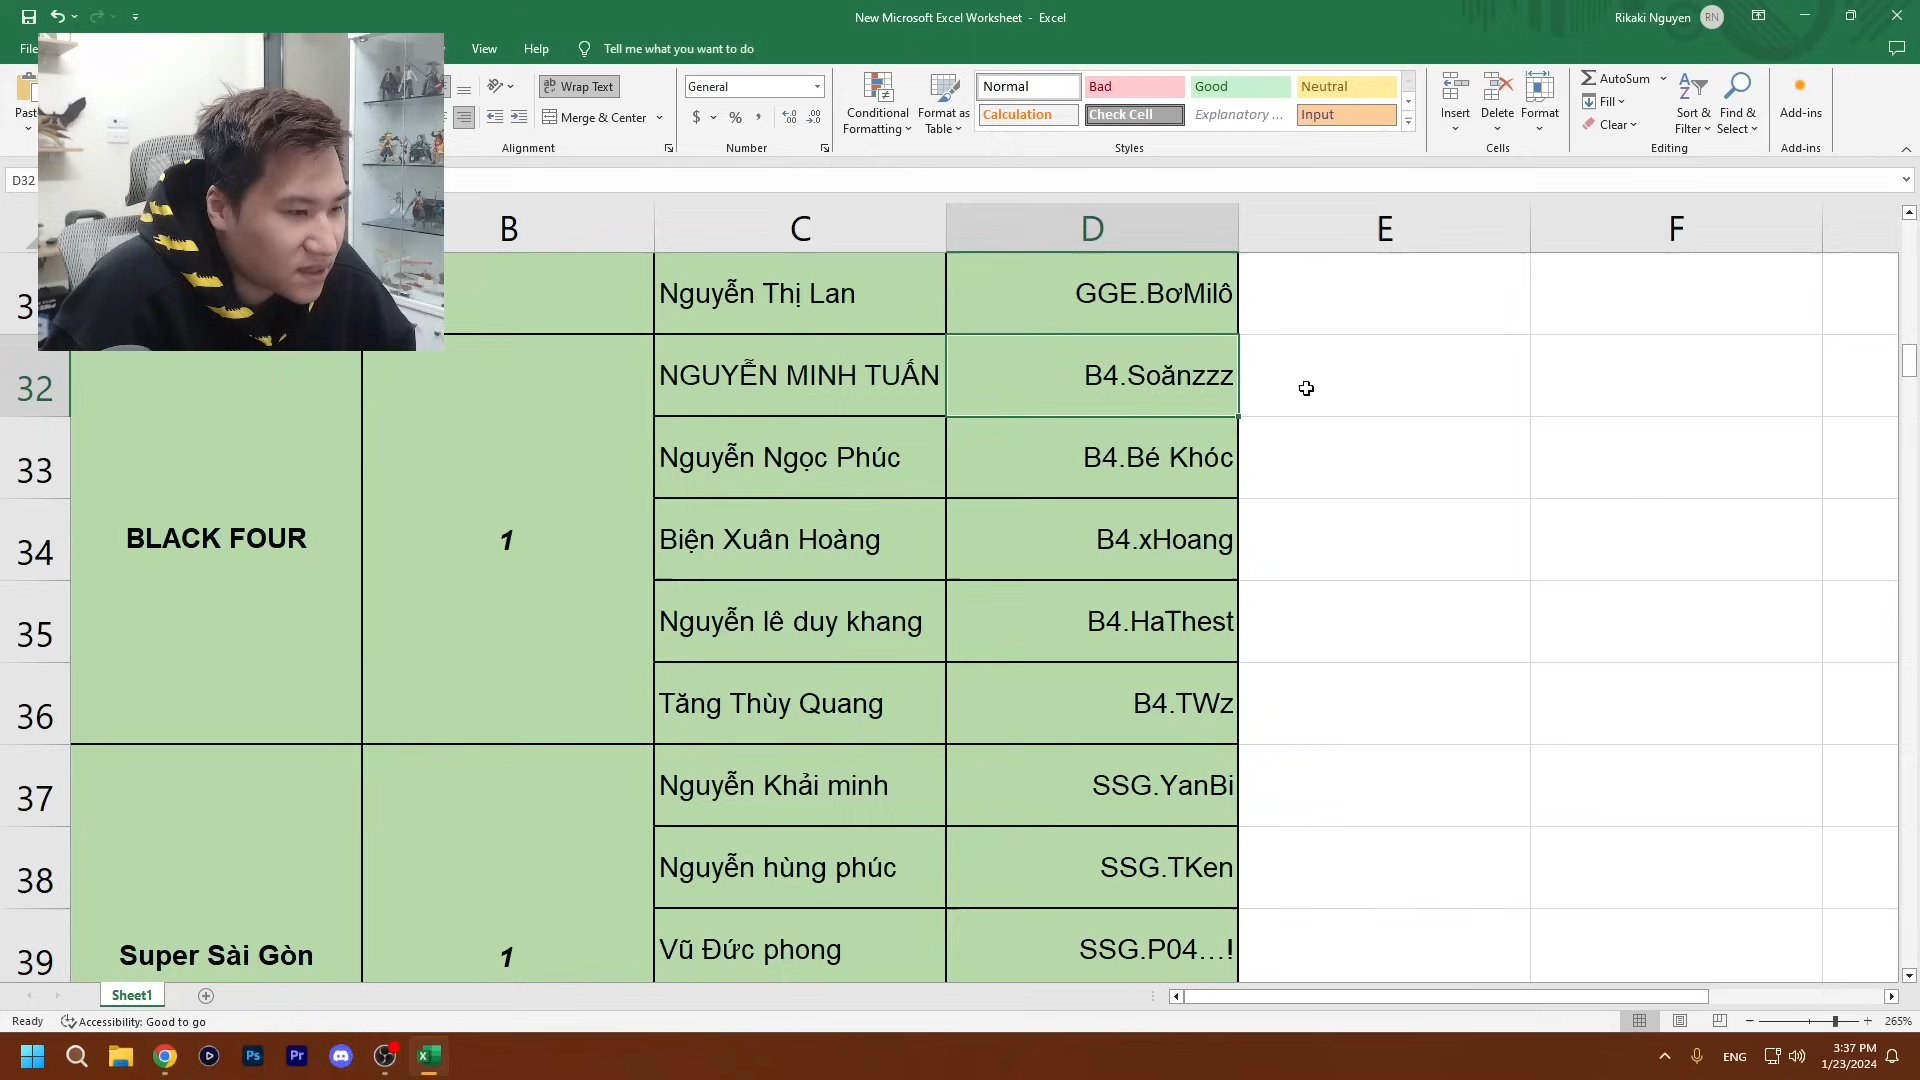 New Microsoft Excel Worksheet - Excel
Rikaki Nguyen RN
View Help Tell me what you want to do
Wrap Text
Merge & Center
Alignment
General
$ % ,
Number
Conditional Formatting
Format as Table
Normal Bad Good Neutral
Calculation Check Cell Explanatory ... Input
Styles
Insert Delete Format
Cells
AutoSum
Fill
Clear
Sort & Filter
Find & Select
Editing
Add-ins
Add-ins
D32
B C D E F
Nguyễn Thị Lan GGE.BơMilô
32 NGUYỄN MINH TUẤN B4.Soănzzz
33 Nguyễn Ngọc Phúc B4.Bé Khóc
34 BLACK FOUR 1 Biện Xuân Hoàng B4.xHoang
35 Nguyễn lê duy khang B4.HaThest
36 Tăng Thùy Quang B4.TWz
37 Nguyễn Khải minh SSG.YanBi
38 Nguyễn hùng phúc SSG.TKen
39 Super Sài Gòn 1 Vũ Đức phong SSG.P04...!
Sheet1
Ready Accessibility: Good to go 265%
Ps Pr ENG 3:37 PM
1/23/2024